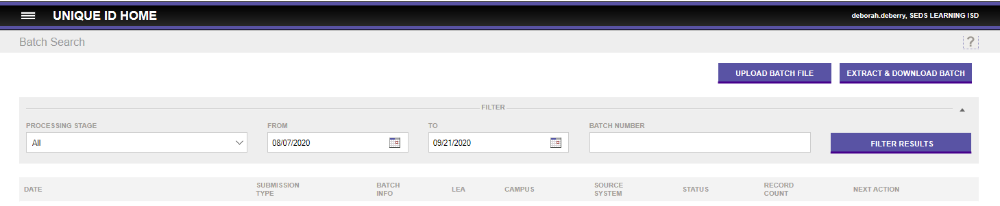 UNIQUE ID HOME
deborah.deberry, SEDS LEARNING ISD
Batch Search
?
UPLOAD BATCH FILE
EXTRACT & DOWNLOAD BATCH
FILTER
PROCESSING STAGE
FROM
TO
BATCH NUMBER
All
08/07/2020
09/21/2020
FILTER RESULTS
DATE
SUBMISSION
TYPE
BATCH
INFO
LEA
CAMPUS
SOURCE
SYSTEM
STATUS
RECORD
COUNT
NEXT ACTION